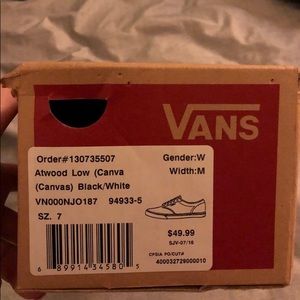 VANS
Order#130735507 Gender:W
Atwood Low (Canva Width:M
(Canvas) Black/White
VN000NJO187 94933-5
SZ. 7
$49.99
SJV-07/16
CPSIA PO/CUT#
400032729000010
6 89914 34580 5